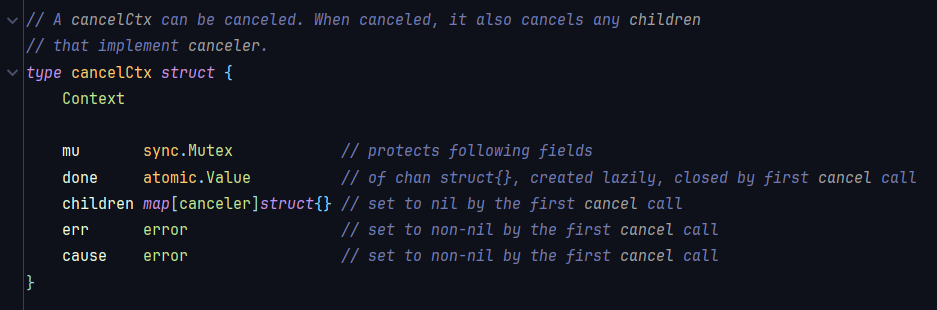 // A cancelCtx can be canceled. When canceled, it also cancels any children
// that implement canceler.
type cancelCtx struct {
    Context
    mu       sync.Mutex            // protects following fields
    done     atomic.Value          // of chan struct{}, created lazily, closed by first cancel call
    children map[canceler]struct{} // set to nil by the first cancel call
    err      error                 // set to non-nil by the first cancel call
    cause    error                 // set to non-nil by the first cancel call
}